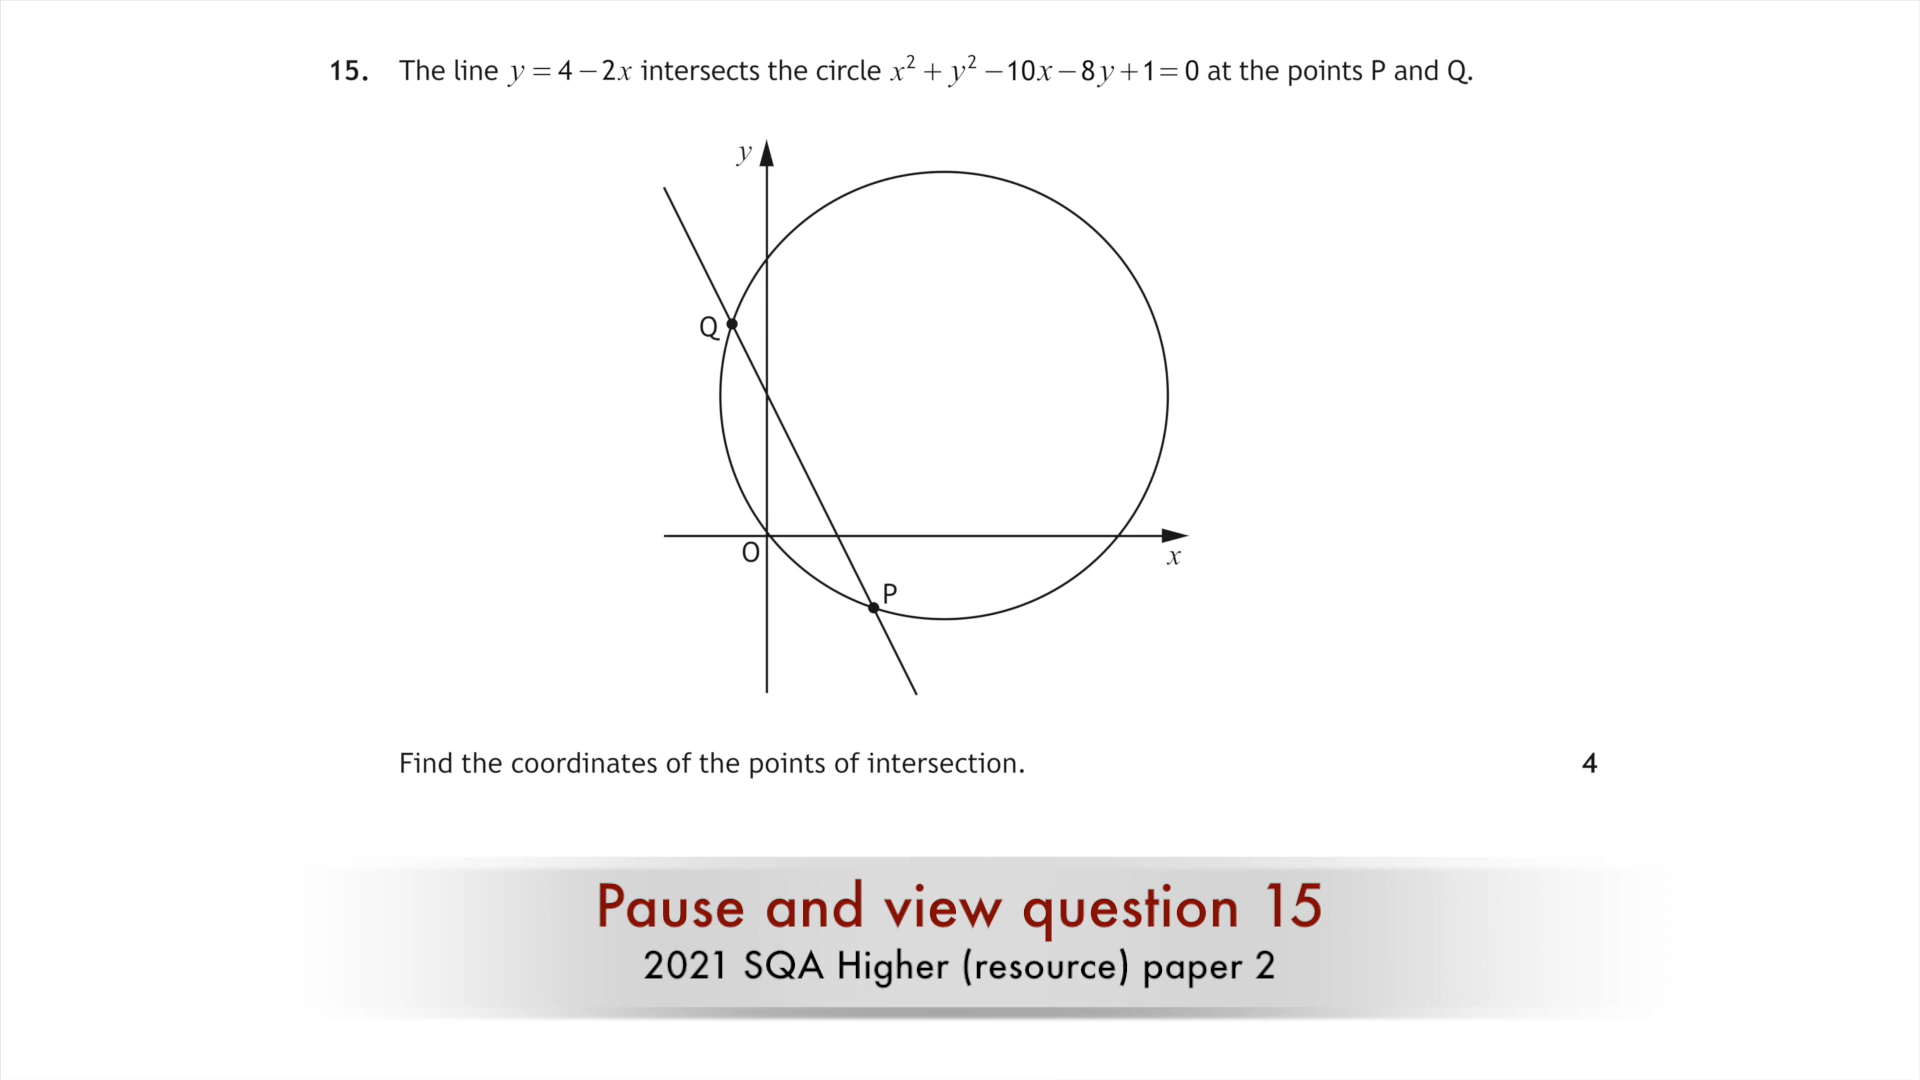 15. The line y = 4 – 2x intersects the circle x² + y² – 10x – 8y + 1 = 0 at the points P and Q.
y
Q
O
x
P
Find the coordinates of the points of intersection. 4
Pause and view question 15
2021 SQA Higher (resource) paper 2